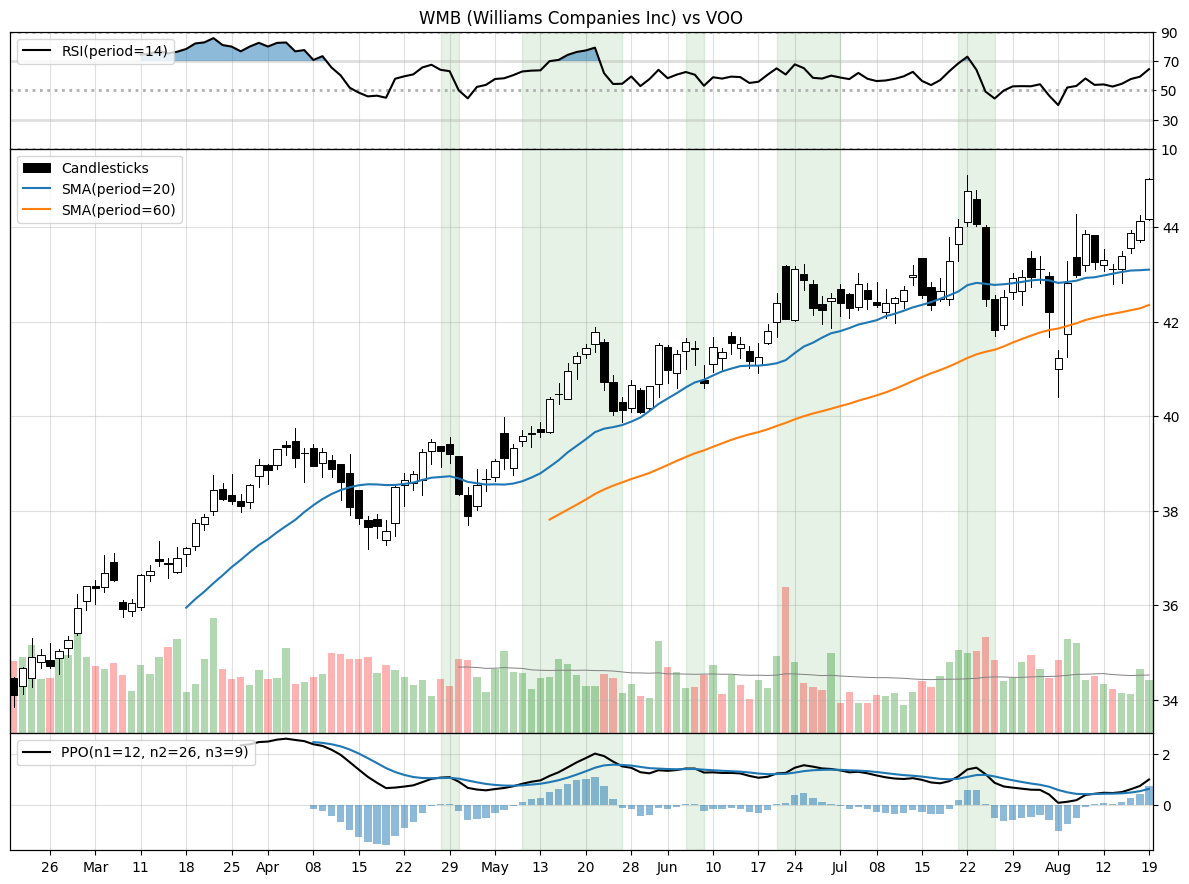 WMB (Williams Companies Inc) vs VOO
RSI(period=14)
90
70
50
30
10
Candlesticks
SMA(period=20)
SMA(period=60)
44
42
40
38
36
34
PPO(n1=12, n2=26, n3=9)
2
0
26 Mar 11 18 25 Apr 08 15 22 29 May 13 20 28 Jun 10 17 24 Jul 08 15 22 29 Aug 12 19